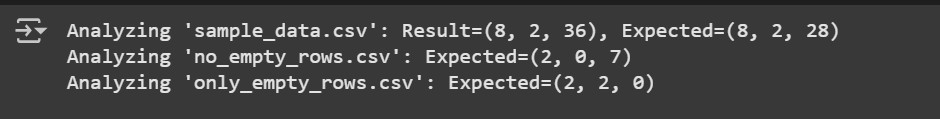 Analyzing 'sample_data.csv': Result=(8, 2, 36), Expected=(8, 2, 28)
Analyzing 'no_empty_rows.csv': Expected=(2, 0, 7)
Analyzing 'only_empty_rows.csv': Expected=(2, 2, 0)